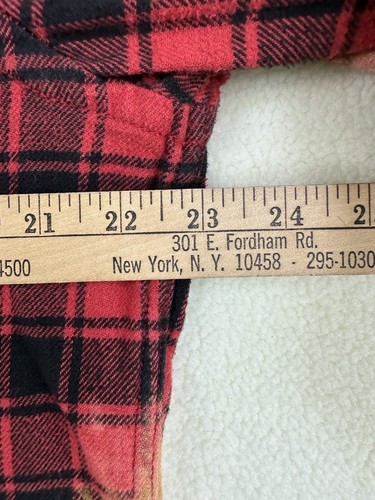 21 22 23 24 2
301 E. Fordham Rd.
4500 New York, N. Y. 10458 - 295-1030